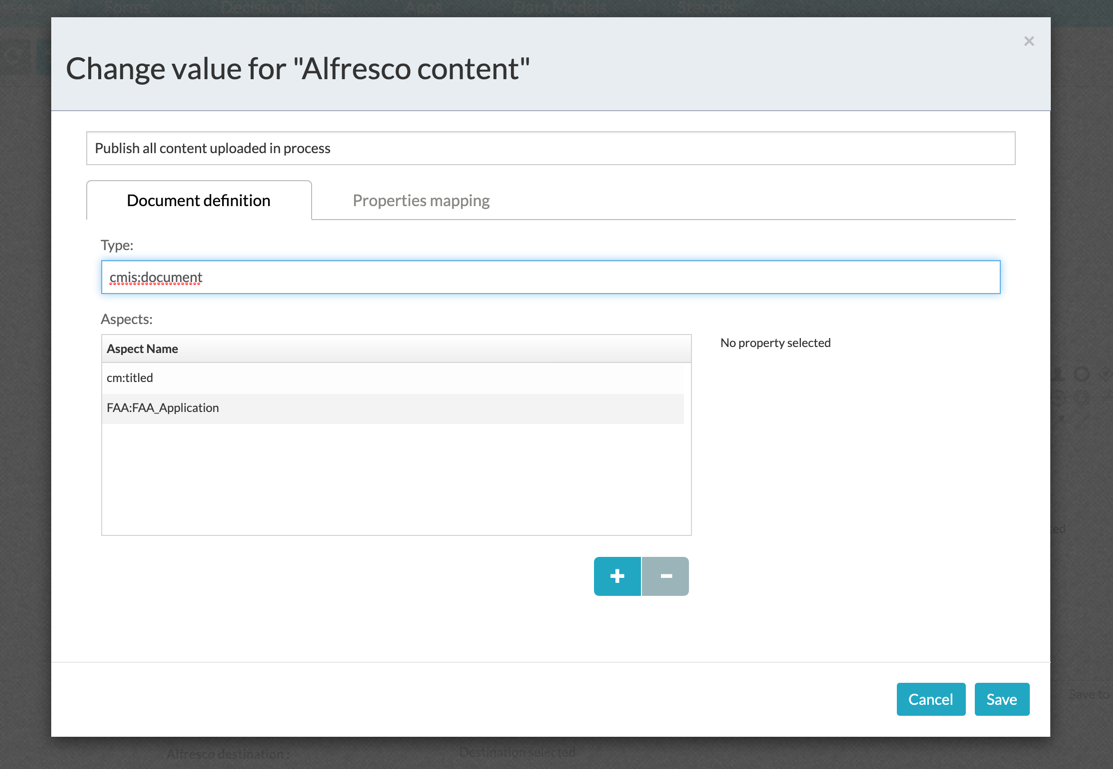 Forms Decision Tables Apps Data Models Stencils
×
Change value for "Alfresco content"
Publish all content uploaded in process
Document definition Properties mapping
Type:
cmis:document
Aspects:
Aspect Name
No property selected
cm:titled
FAA:FAA_Application
+ −
Cancel Save
Save to
Alfresco destination : Destination selected